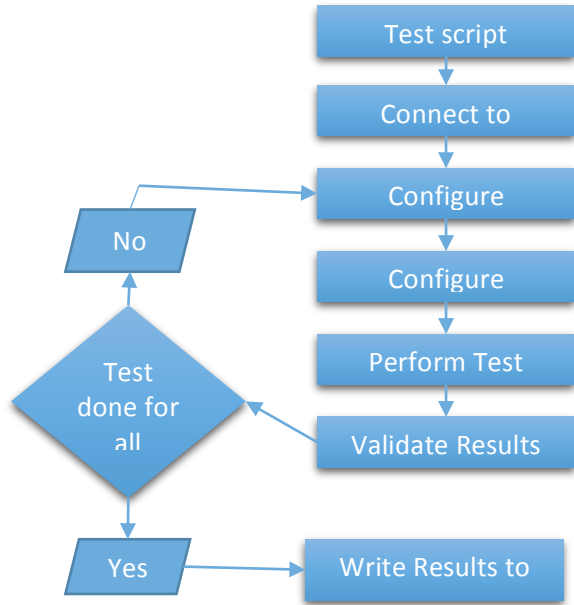 Test script
Connect to
Configure
Configure
Perform Test
Validate Results
Test
done for
all
No
Yes
Write Results to